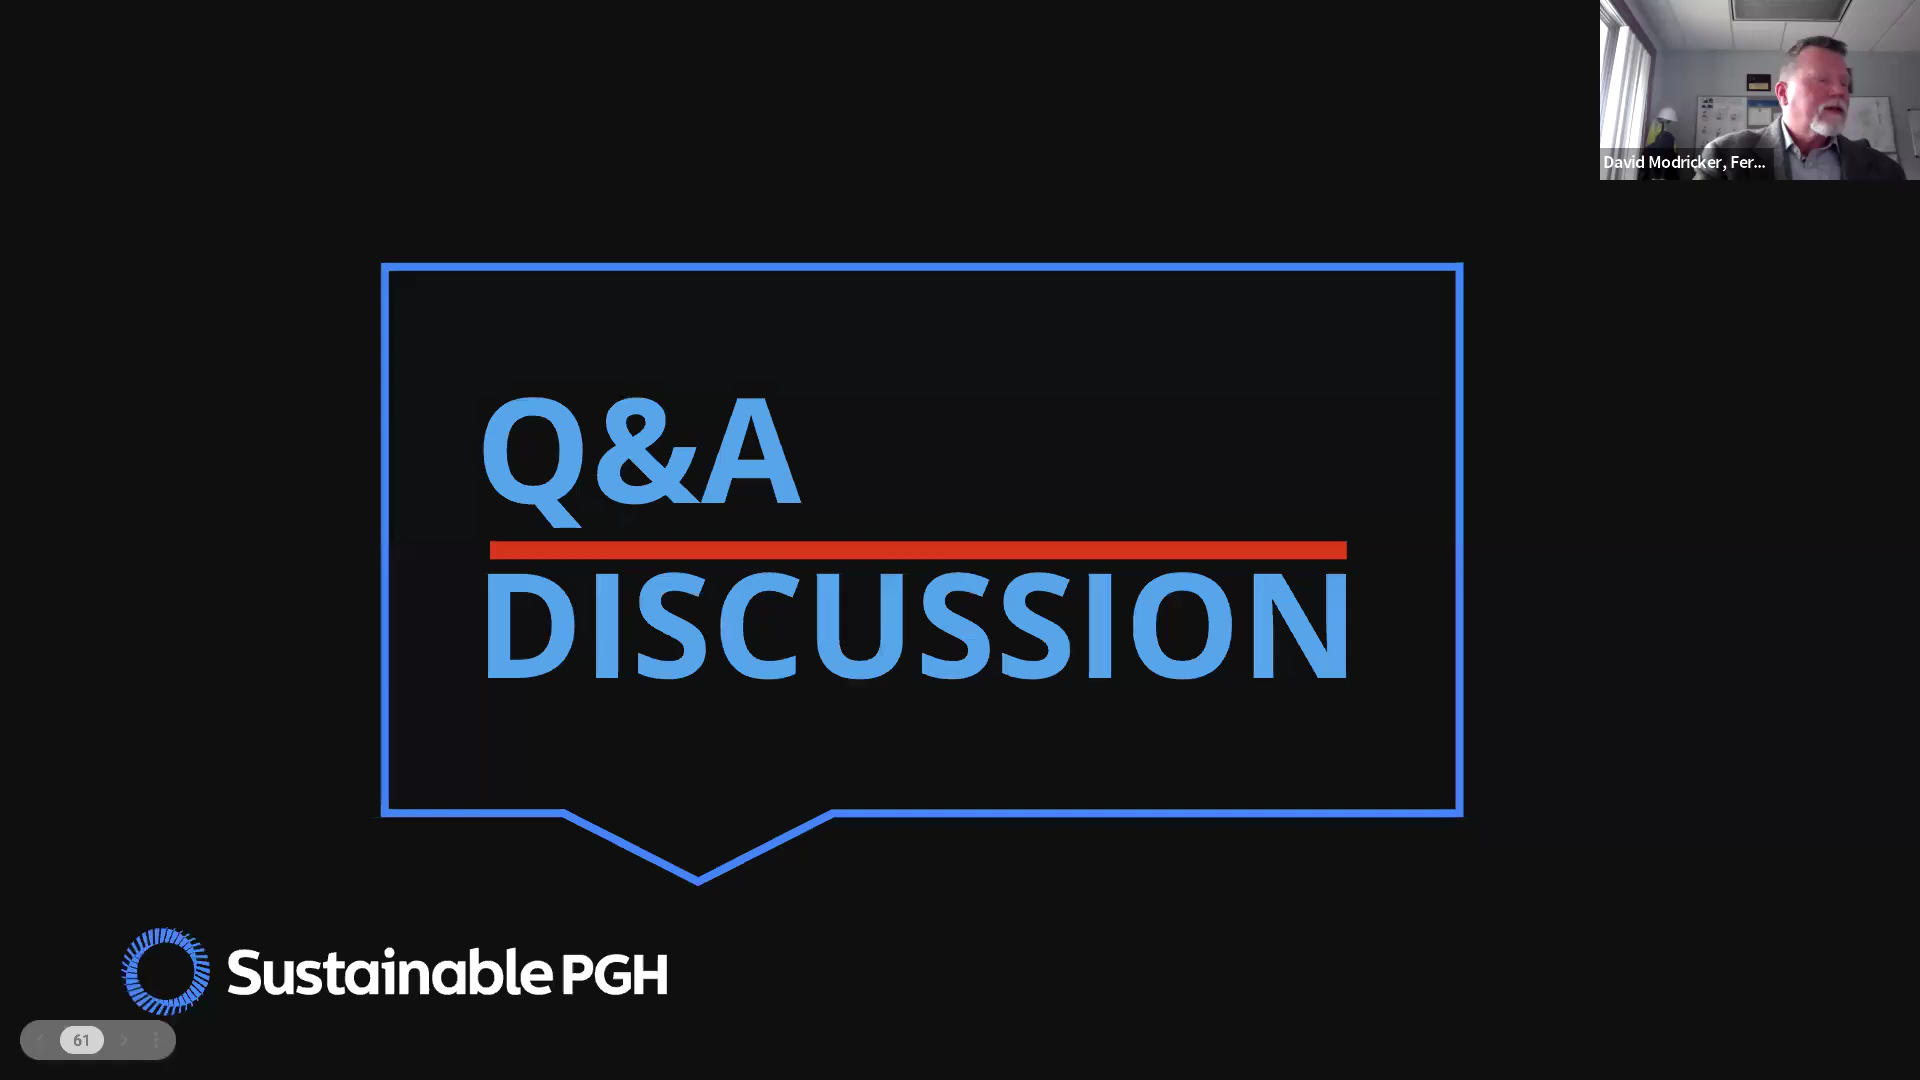 David Modricker, Fer...
Q&A
DISCUSSION
Sustainable PGH
61